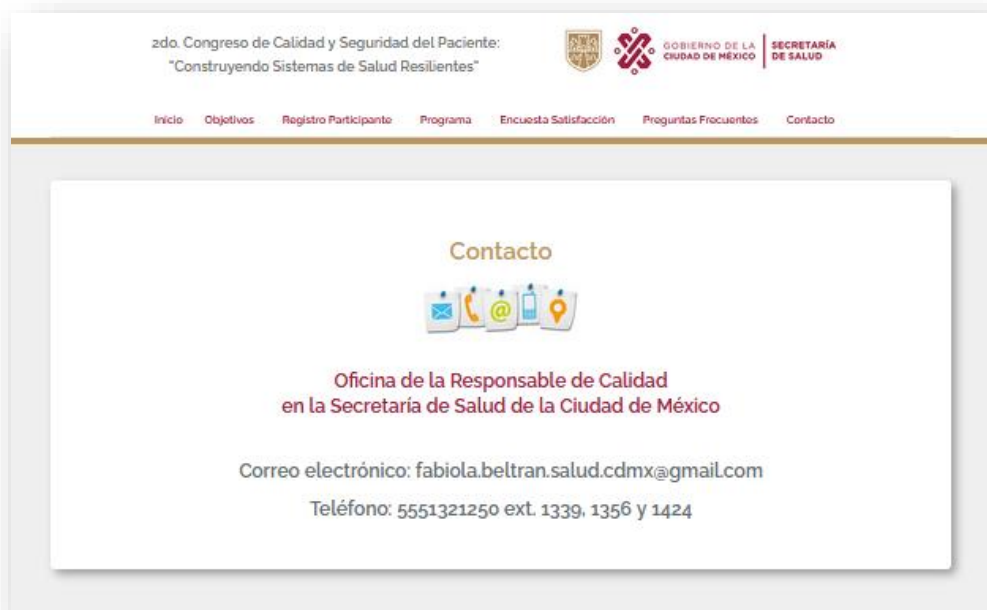 2do. Congreso de Calidad y Seguridad del Paciente:
"Construyendo Sistemas de Salud Resilientes"
GOBIERNO DE LA
CIUDAD DE MÉXICO
SECRETARÍA
DE SALUD
Inicio Objetivos Registro Participante Programa Encuesta Satisfacción Preguntas Frecuentes Contacto
Contacto
@
Oficina de la Responsable de Calidad
en la Secretaría de Salud de la Ciudad de México
Correo electrónico: fabiola.beltran.salud.cdmx@gmail.com
Teléfono: 5551321250 ext. 1339, 1356 y 1424